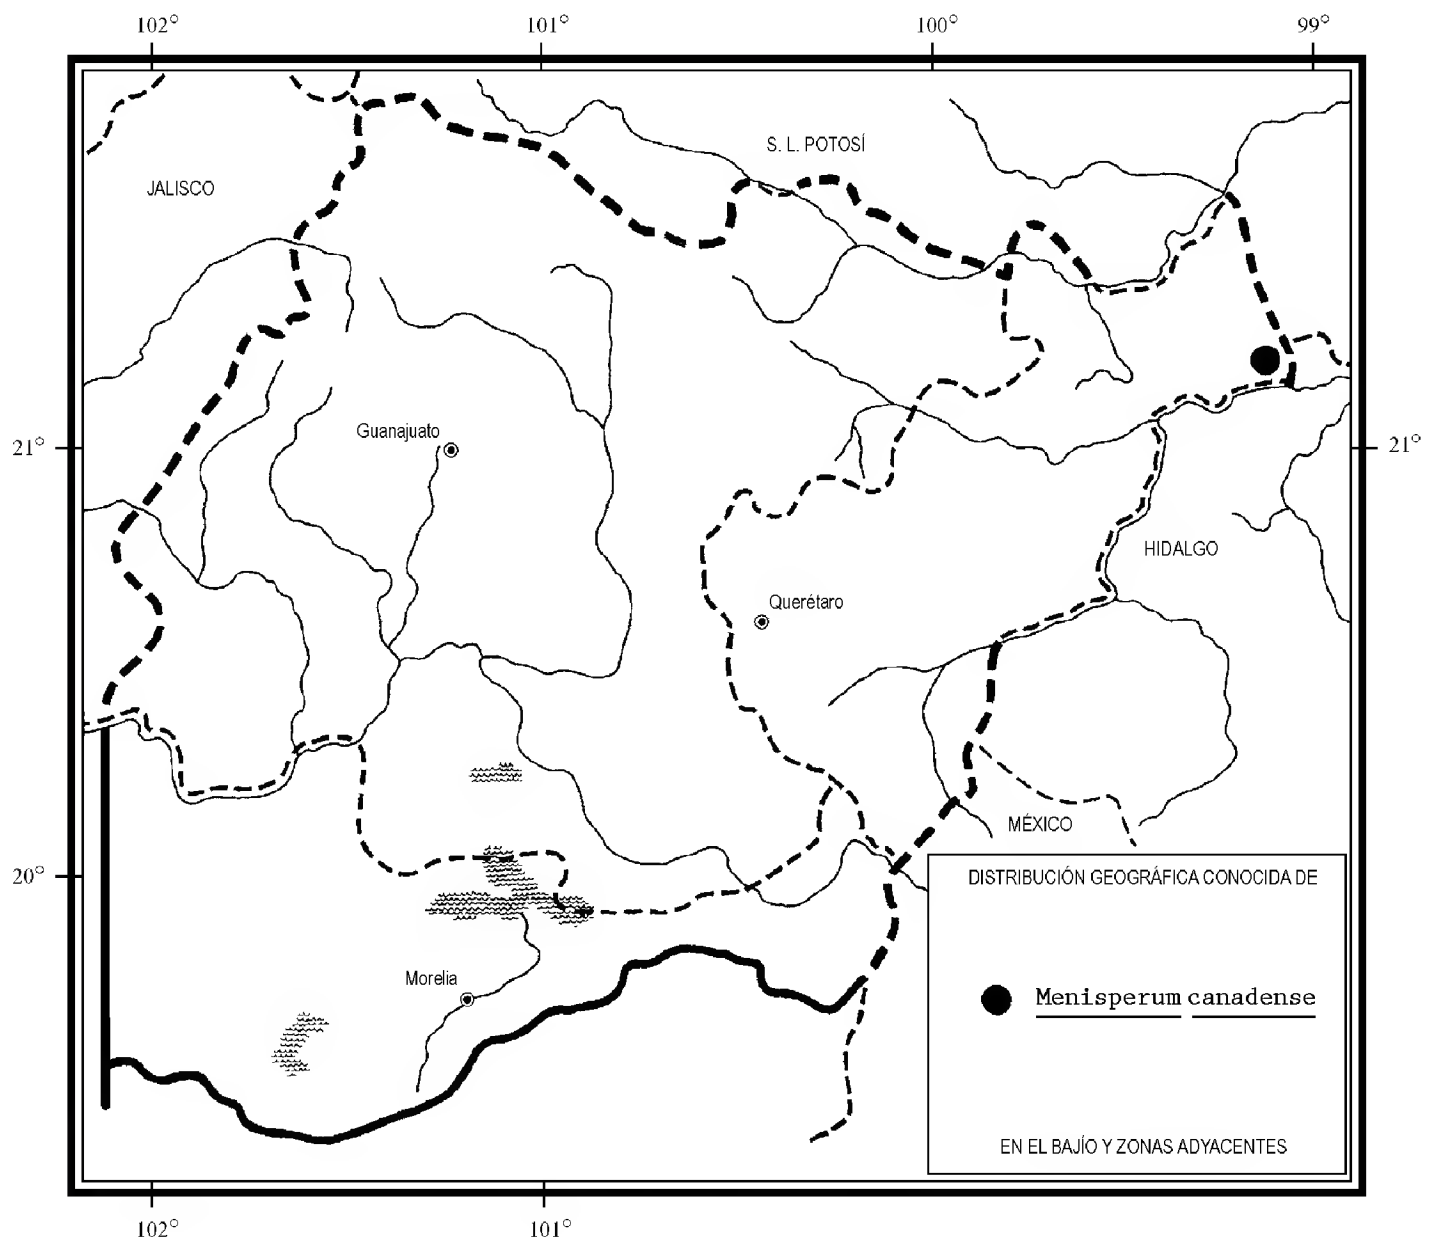 102° 101° 100° 99°
S. L. POTOSÍ
JALISCO
Guanajuato
21° 21°
HIDALGO
Querétaro
MÉXICO
20°
DISTRIBUCIÓN GEOGRÁFICA CONOCIDA DE
Morelia
Menisperum canadense
EN EL BAJÍO Y ZONAS ADYACENTES
102° 101°